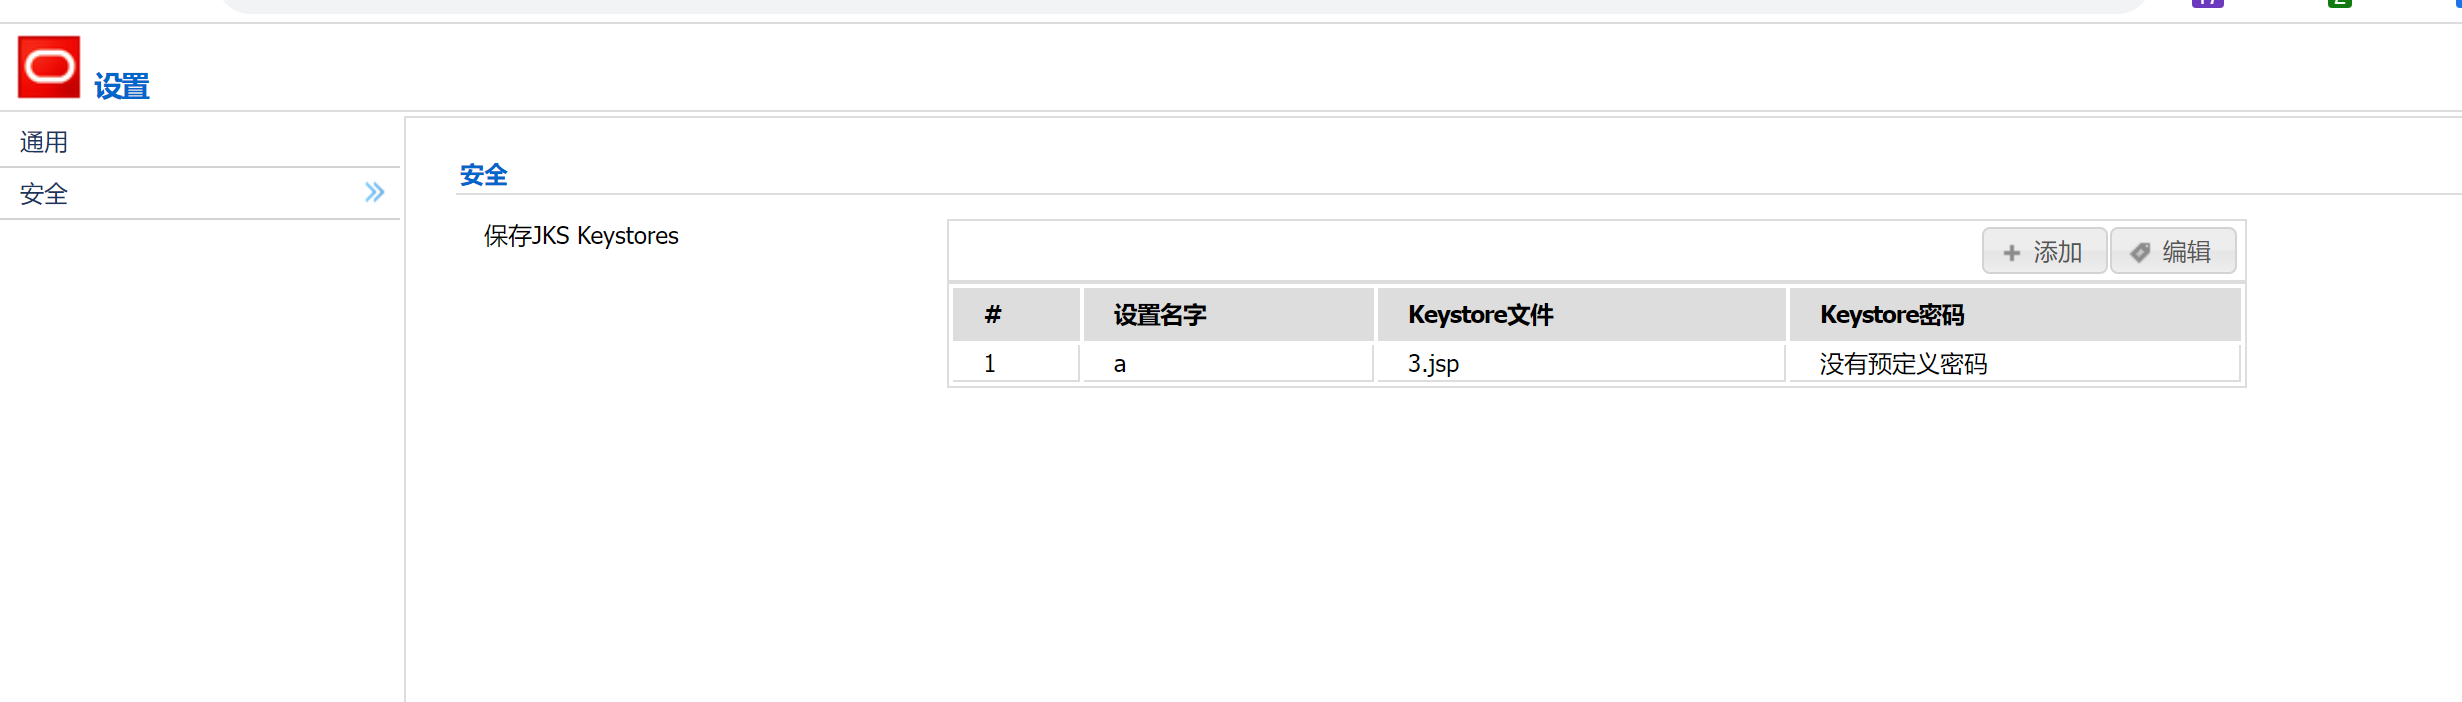 设置
通用
安全
安全
保存JKS Keystores
添加 编辑
# 设置名字 Keystore文件 Keystore密码
1 a 3.jsp 没有预定义密码